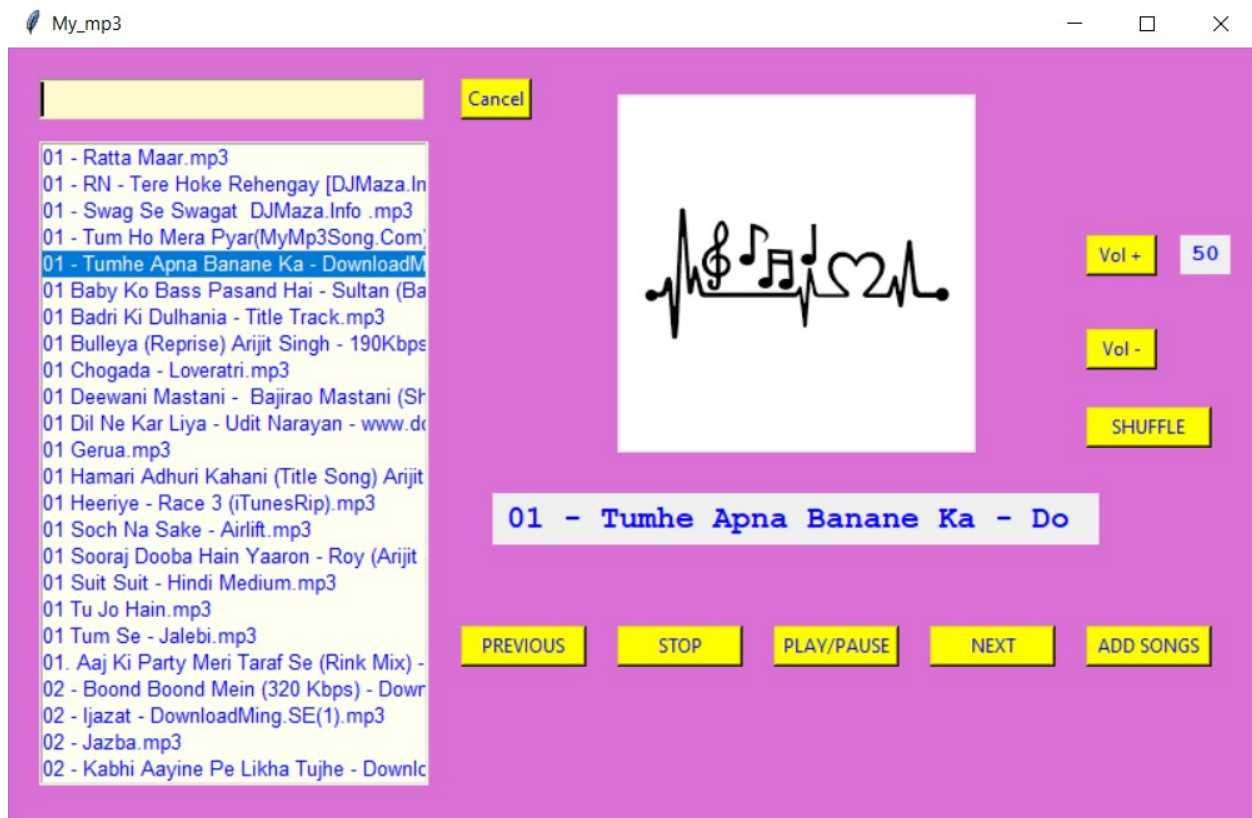 My_mp3
Cancel
01 - Ratta Maar.mp3
01 - RN - Tere Hoke Rehengay [DJMaza.In
01 - Swag Se Swagat  DJMaza.Info .mp3
01 - Tum Ho Mera Pyar(MyMp3Song.Com)
01 - Tumhe Apna Banane Ka - DownloadM
01 Baby Ko Bass Pasand Hai - Sultan (Ba
01 Badri Ki Dulhania - Title Track.mp3
01 Bulleya (Reprise) Arijit Singh - 190Kbps
01 Chogada - Loveratri.mp3
01 Deewani Mastani -  Bajirao Mastani (Sh
01 Dil Ne Kar Liya - Udit Narayan - www.do
01 Gerua.mp3
01 Hamari Adhuri Kahani (Title Song) Arijit
01 Heeriye - Race 3 (iTunesRip).mp3
01 Soch Na Sake - Airlift.mp3
01 Sooraj Dooba Hain Yaaron - Roy (Arijit
01 Suit Suit - Hindi Medium.mp3
01 Tu Jo Hain.mp3
01 Tum Se - Jalebi.mp3
01. Aaj Ki Party Meri Taraf Se (Rink Mix) -
02 - Boond Boond Mein (320 Kbps) - Down
02 - Ijazat - DownloadMing.SE(1).mp3
02 - Jazba.mp3
02 - Kabhi Aayine Pe Likha Tujhe - Downlc
Vol + 50
Vol -
SHUFFLE
01 - Tumhe Apna Banane Ka - Do
PREVIOUS STOP PLAY/PAUSE NEXT ADD SONGS